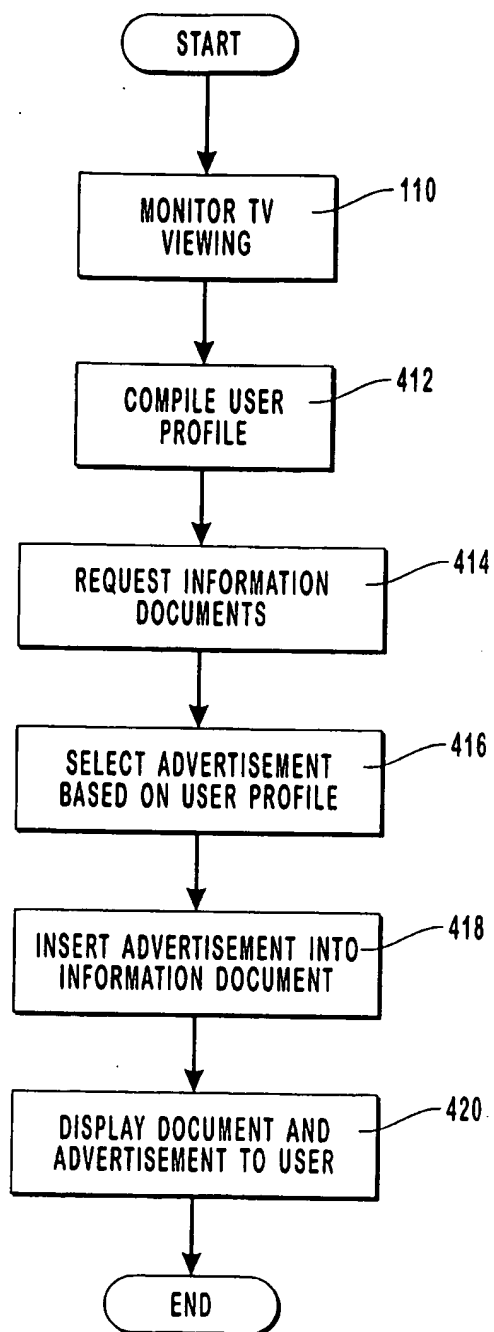 START
MONITOR TV
VIEWING
110
COMPILE USER
PROFILE
412
REQUEST INFORMATION
DOCUMENTS
414
SELECT ADVERTISEMENT
BASED ON USER PROFILE
416
INSERT ADVERTISEMENT INTO
INFORMATION DOCUMENT
418
DISPLAY DOCUMENT AND
ADVERTISEMENT TO USER
420
END